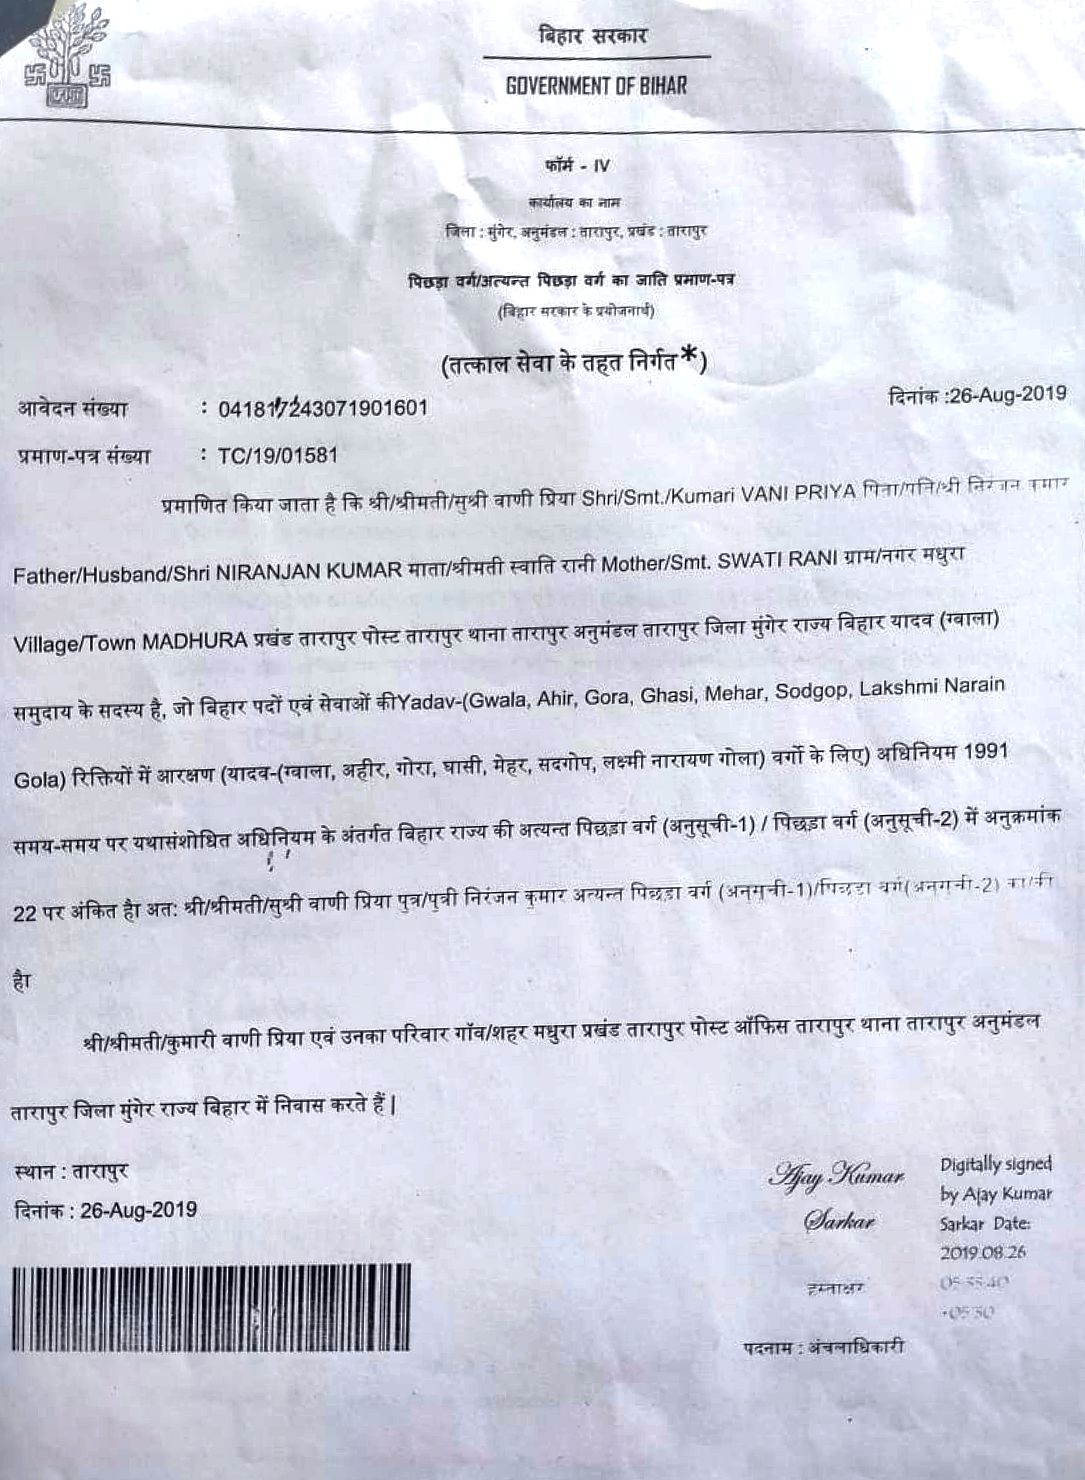 बिहार सरकार
GOVERNMENT OF BIHAR
फॉर्म - IV
कार्यालय का नाम
जिला : मुंगेर, अनुमंडल : तारापुर, प्रखंड : तारापुर
पिछड़ा वर्ग/अत्यन्त पिछड़ा वर्ग का जाति प्रमाण-पत्र
(बिहार सरकार के प्रयोजनार्थ)
(तत्काल सेवा के तहत निर्गत*)
दिनांक :26-Aug-2019
आवेदन संख्या : 041817243071901601
प्रमाण-पत्र संख्या : TC/19/01581
प्रमाणित किया जाता है कि श्री/श्रीमती/सुश्री वाणी प्रिया Shri/Smt./Kumari VANI PRIYA पिता/पति/श्री निरंजन कुमार
Father/Husband/Shri NIRANJAN KUMAR माता/श्रीमती स्वाति रानी Mother/Smt. SWATI RANI ग्राम/नगर मधुरा
Village/Town MADHURA प्रखंड तारापुर पोस्ट तारापुर थाना तारापुर अनुमंडल तारापुर जिला मुंगेर राज्य बिहार यादव (ग्वाला)
समुदाय के सदस्य है, जो बिहार पदों एवं सेवाओं कीYadav-(Gwala, Ahir, Gora, Ghasi, Mehar, Sodgop, Lakshmi Narain
Gola) रिक्तियों में आरक्षण (यादव-(ग्वाला, अहीर, गोरा, घासी, मेहर, सदगोप, लक्ष्मी नारायण गोला) वर्गो के लिए) अधिनियम 1991
समय-समय पर यथासंशोधित अधिनियम के अंतर्गत बिहार राज्य की अत्यन्त पिछड़ा वर्ग (अनुसूची-1) / पिछड़ा वर्ग (अनुसूची-2) में अनुक्रमांक
22 पर अंकित है। अत: श्री/श्रीमती/सुश्री वाणी प्रिया पुत्र/पुत्री निरंजन कुमार अत्यन्त पिछड़ा वर्ग (अनुसूची-1)/पिछड़ा वर्ग(अनुसूची-2) का/की
है।
श्री/श्रीमती/कुमारी वाणी प्रिया एवं उनका परिवार गॉव/शहर मधुरा प्रखंड तारापुर पोस्ट ऑफिस तारापुर थाना तारापुर अनुमंडल
तारापुर जिला मुंगेर राज्य बिहार में निवास करते हैं |
स्थान : तारापुर
दिनांक : 26-Aug-2019
Ajay Kumar
Sarkar
Digitally signed
by Ajay Kumar
Sarkar Date:
2019.08.26
+05'30'
हस्ताक्षर
पदनाम : अंचलाधिकारी